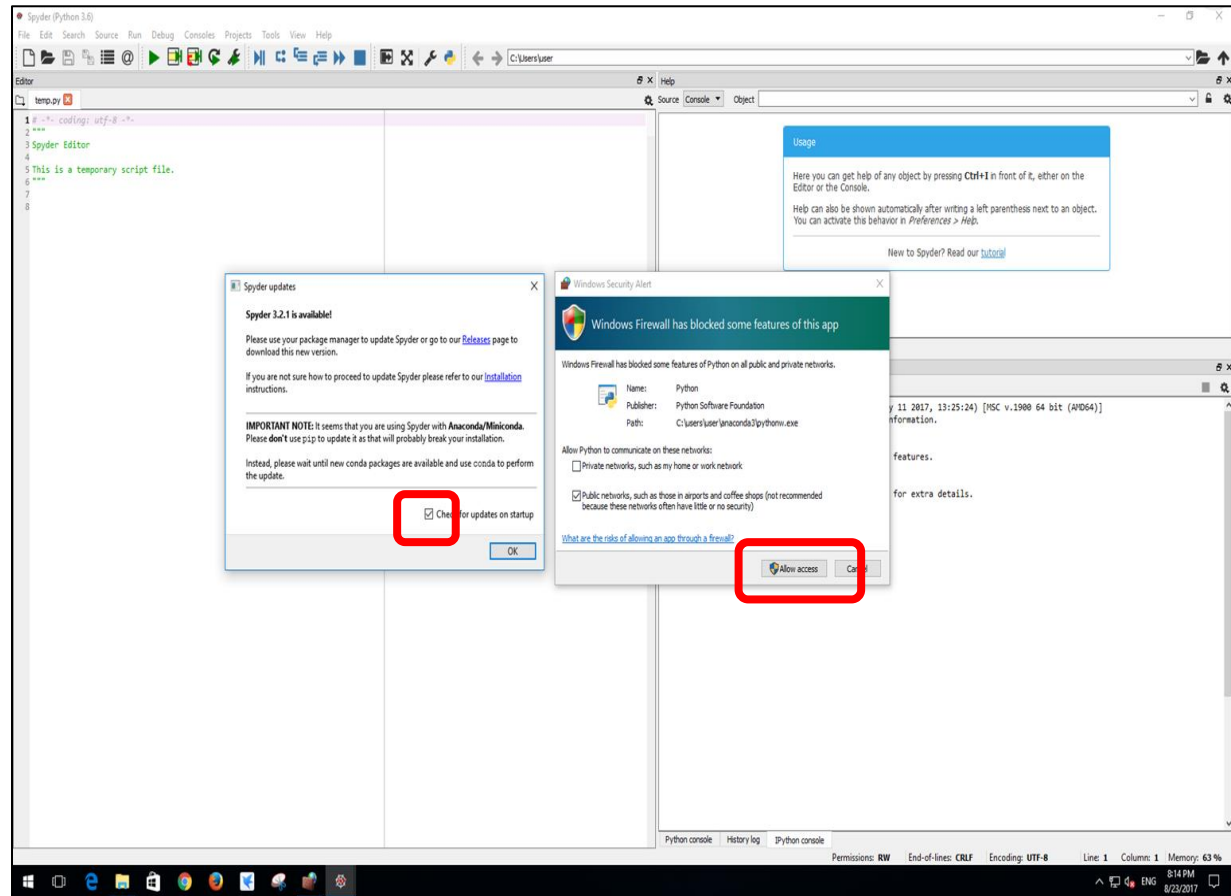 Spyder (Python 3.6)
File Edit Search Source Run Debug Consoles Projects Tools View Help
C:\Users\user
Editor
temp.py
1 # -*- coding: utf-8 -*-
2 """
3 Spyder Editor
4
5 This is a temporary script file.
6 """
7
8
Help
Source Console Object
Usage
Here you can get help of any object by pressing Ctrl+I in front of it, either on the
Editor or the Console.
Help can also be shown automatically after writing a left parenthesis next to an object.
You can activate this behavior in Preferences > Help.
New to Spyder? Read our tutorial
Spyder updates
Spyder 3.2.1 is available!
Please use your package manager to update Spyder or go to our Releases page to
download this new version.
If you are not sure how to proceed to update Spyder please refer to our Installation
instructions.
IMPORTANT NOTE: It seems that you are using Spyder with Anaconda/Miniconda.
Please don't use pip to update it as that will probably break your installation.
Instead, please wait until new conda packages are available and use conda to perform
the update.
Check for updates on startup
OK
Windows Security Alert
Windows Firewall has blocked some features of this app
Windows Firewall has blocked some features of Python on all public and private networks.
Name: Python
Publisher: Python Software Foundation
Path: C:\users\user\anaconda3\pythonw.exe
Allow Python to communicate on these networks:
Private networks, such as my home or work network
Public networks, such as those in airports and coffee shops (not recommended
because these networks often have little or no security)
What are the risks of allowing an app through a firewall?
Allow access Cancel
y 11 2017, 13:25:24) [MSC v.1900 64 bit (AMD64)]
nformation.
features.
for extra details.
Python console History log IPython console
Permissions: RW End-of-lines: CRLF Encoding: UTF-8 Line: 1 Column: 1 Memory: 63 %
ENG
8:14 PM
8/23/2017